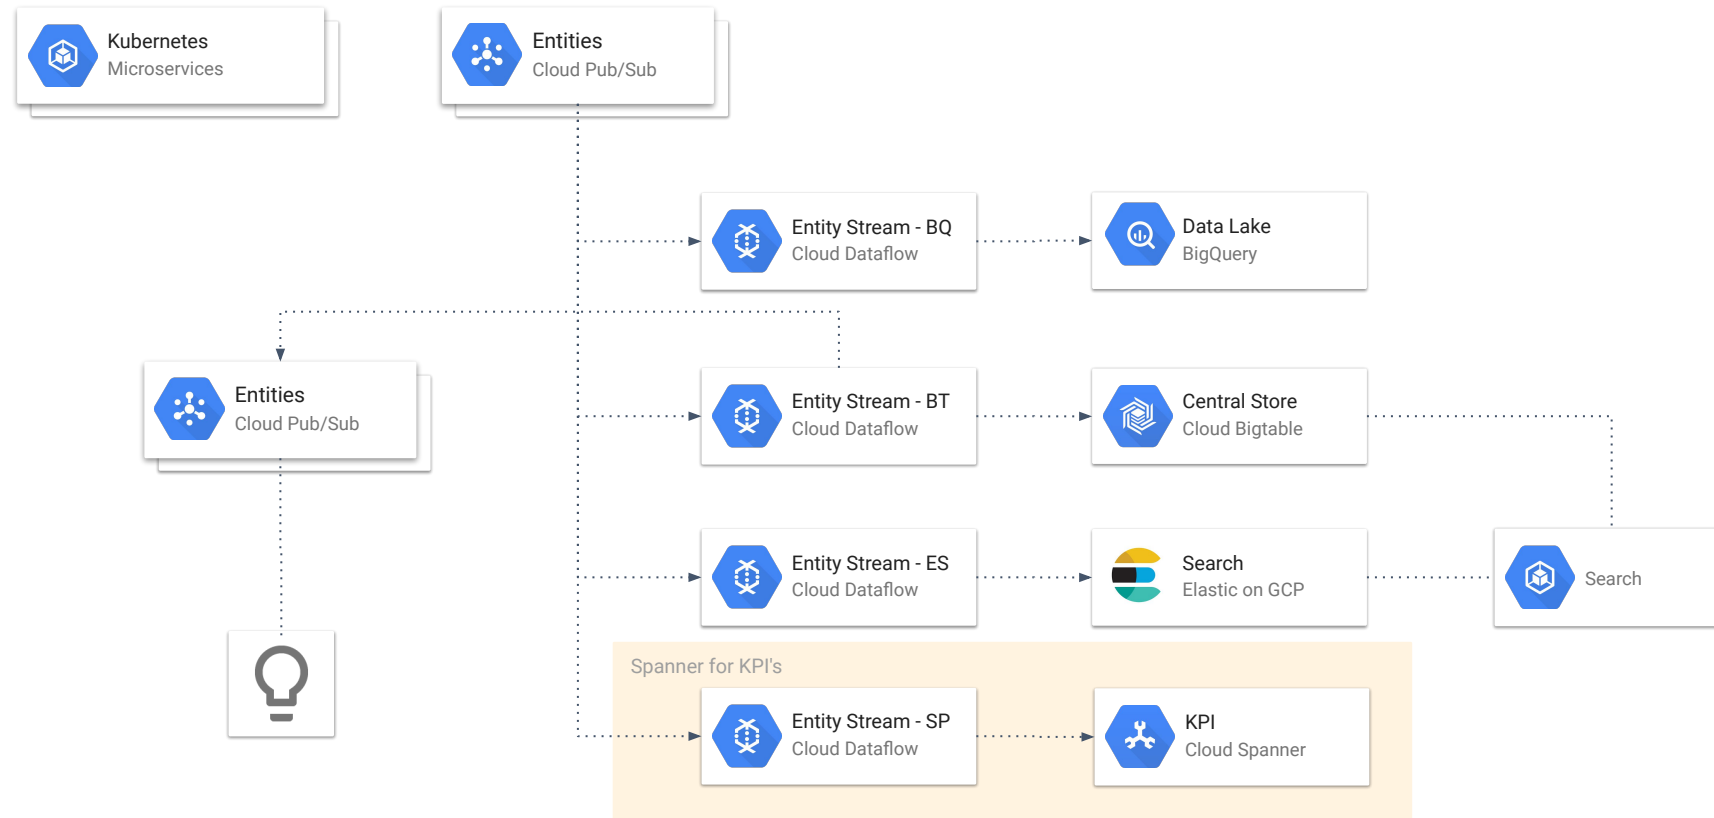 Kubernetes
Microservices
Entities
Cloud Pub/Sub
Entity Stream - BQ
Cloud Dataflow
Data Lake
BigQuery
Entities
Cloud Pub/Sub
Entity Stream - BT
Cloud Dataflow
Central Store
Cloud Bigtable
Entity Stream - ES
Cloud Dataflow
Search
Elastic on GCP
Search
Spanner for KPI's
Entity Stream - SP
Cloud Dataflow
KPI
Cloud Spanner